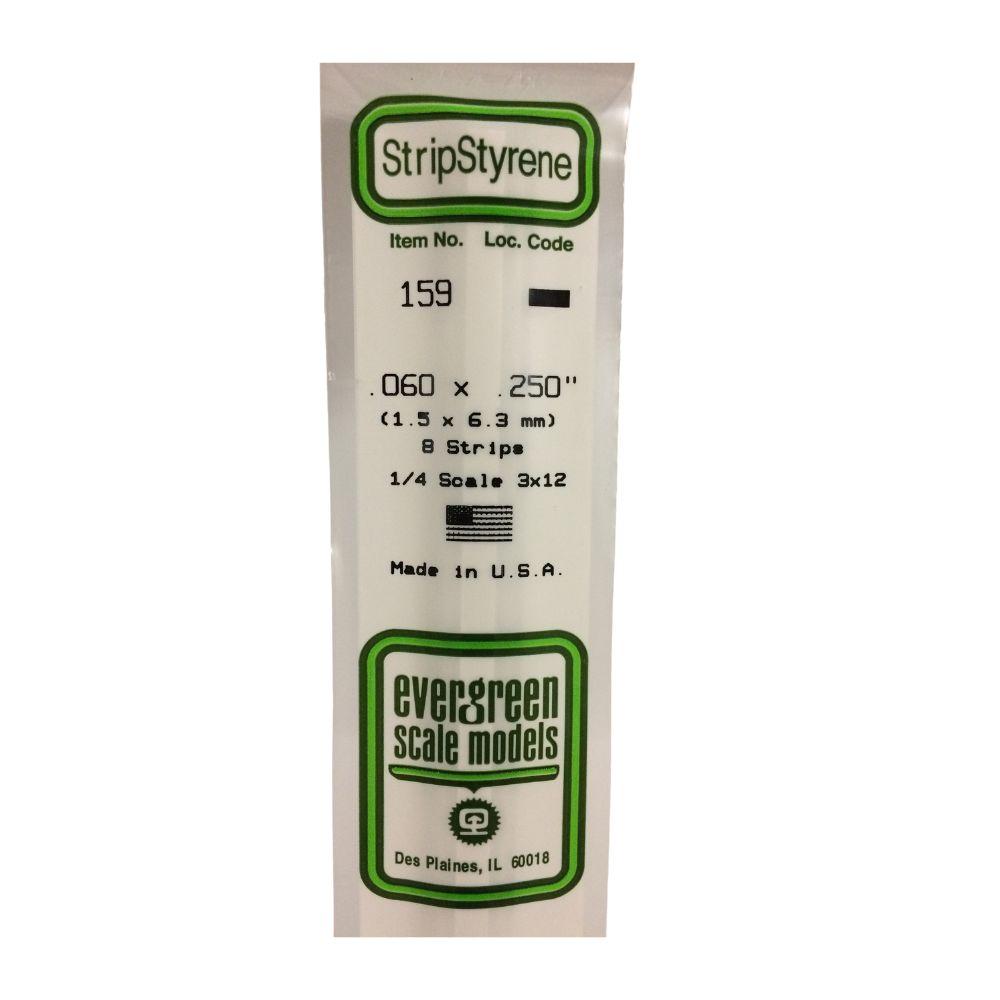 StripStyrene
Item No. Loc. Code
159
.060 x .250"
(1.5 x 6.3 mm)
8 Strips
1/4 Scale 3x12
Made in U.S.A.
evergreen
scale models
Des Plaines, IL 60018